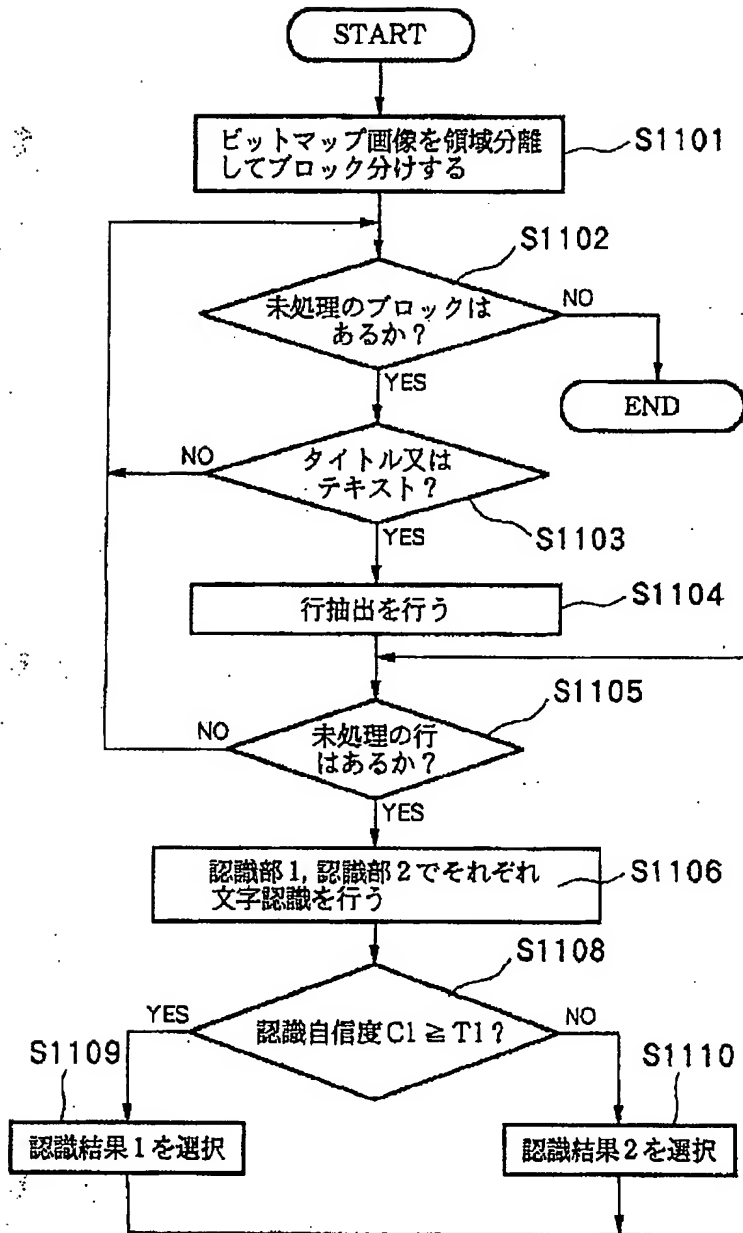 START
ビットマップ画像を領域分離
してブロック分けする
S1101
S1102
未処理のブロックは
あるか?
NO
YES
END
タイトル又は
テキスト?
NO
S1103
YES
行抽出を行う
S1104
S1105
未処理の行
はあるか?
NO
YES
認識部1, 認識部2でそれぞれ
文字認識を行う
S1106
S1108
認識自信度C1≧T1?
YES
NO
S1109
S1110
認識結果1を選択
認識結果2を選択